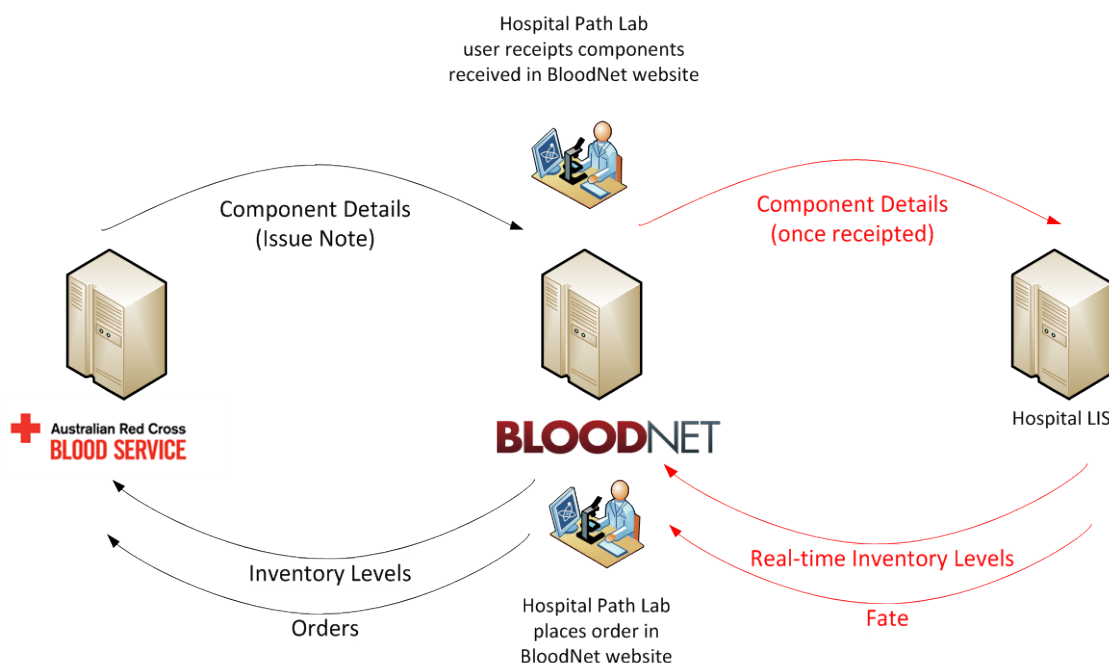 Hospital Path Lab
user receipts components
received in BloodNet website
Component Details
(Issue Note)
Component Details
(once receipted)
Australian Red Cross
BLOOD SERVICE
BLOODNET
Hospital LIS
Inventory Levels
Orders
Real-time Inventory Levels
Fate
Hospital Path Lab
places order in
BloodNet website